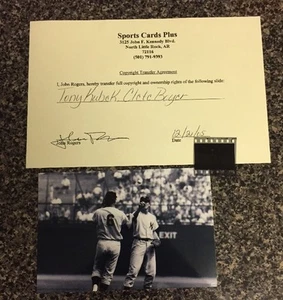 Sports Cards Plus
5125 John F. Kennedy Blvd.
North Little Rock, AR
72116
(501) 791-9393
Copyright Transfer Agreement
I, John Rogers, hereby transfer full copyright and ownership rights of the following slide:
Tony Kubek Clete Boyer
John Rogers
Date
EXIT